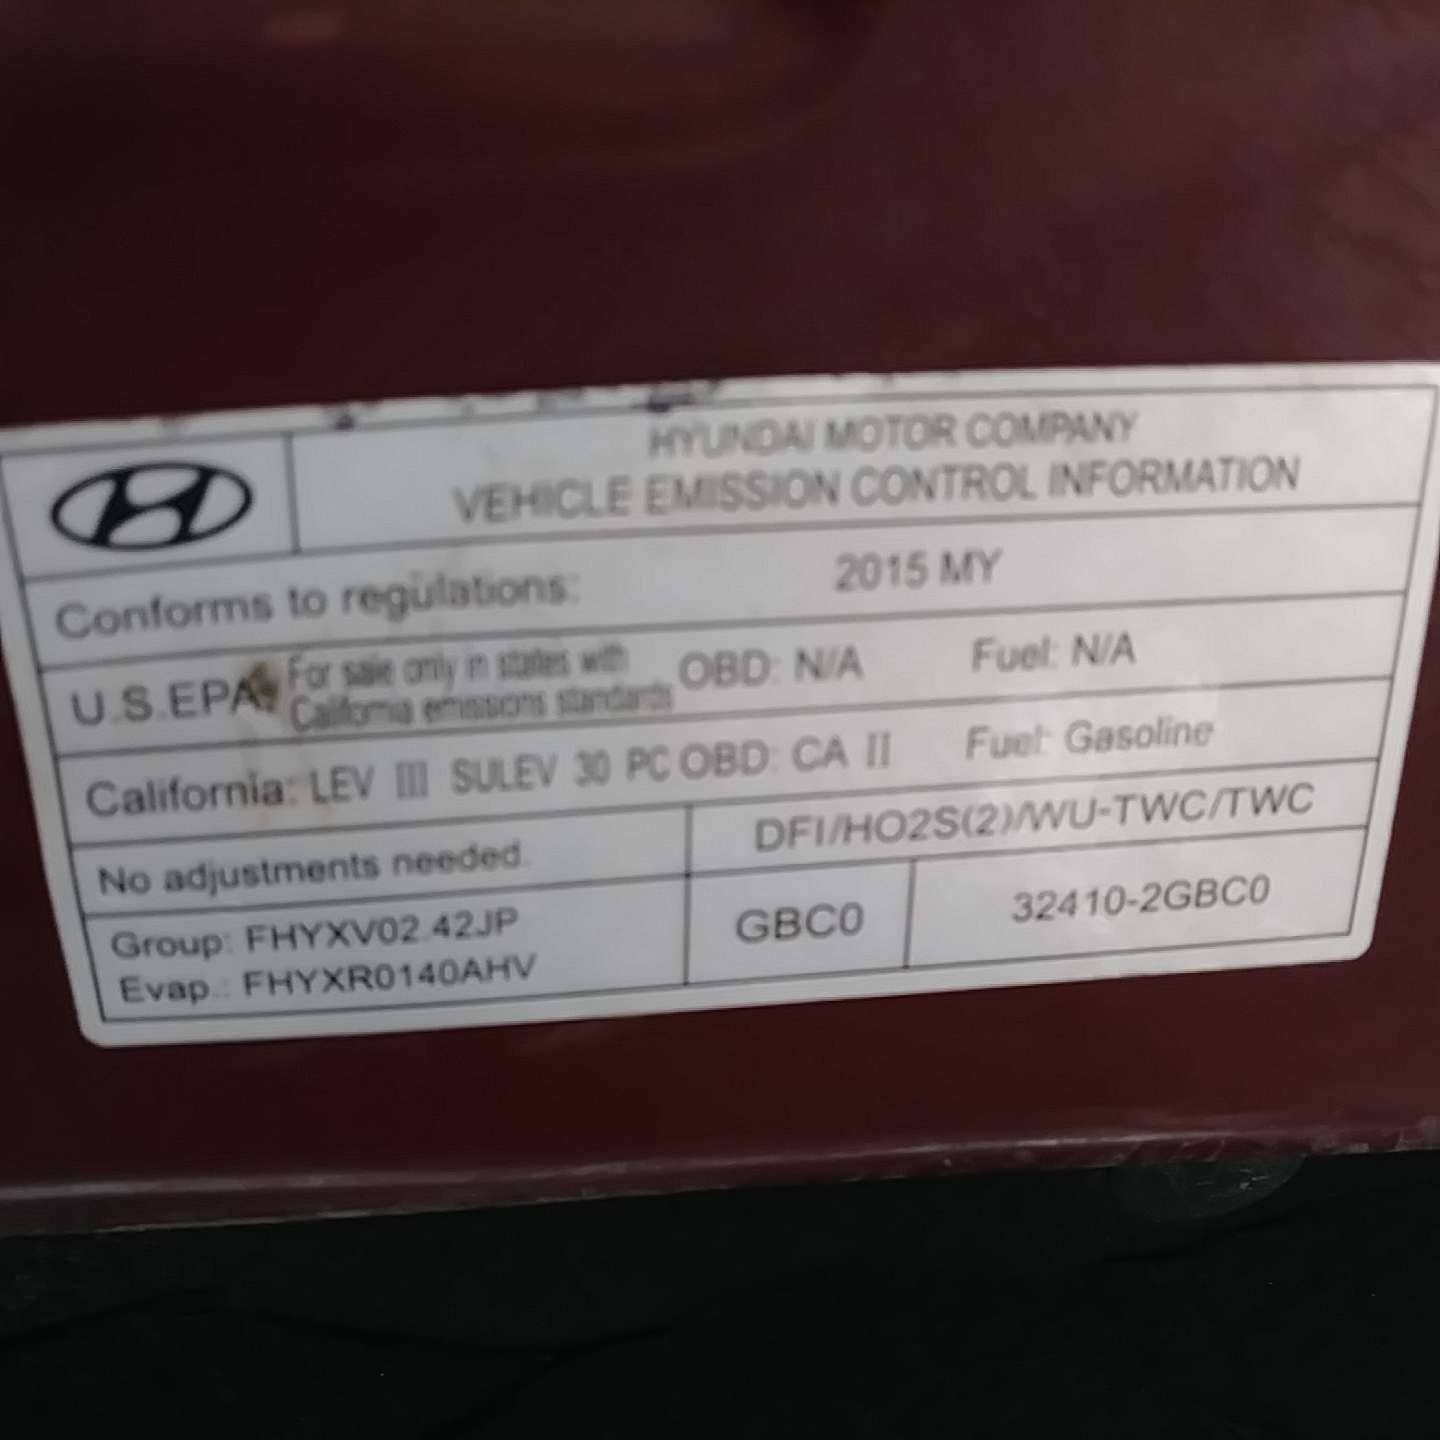 HYUNDAI MOTOR COMPANY
VEHICLE EMISSION CONTROL INFORMATION
Conforms to regulations: 2015 MY
U.S.EPA: For sale only in states with California emissions standards OBD: N/A Fuel: N/A
California: LEV III SULEV 30 PC OBD: CA II Fuel: Gasoline
No adjustments needed. DFI/HO2S(2)/WU-TWC/TWC
Group: FHYXV02.42JP GBC0 32410-2GBC0
Evap.: FHYXR0140AHV